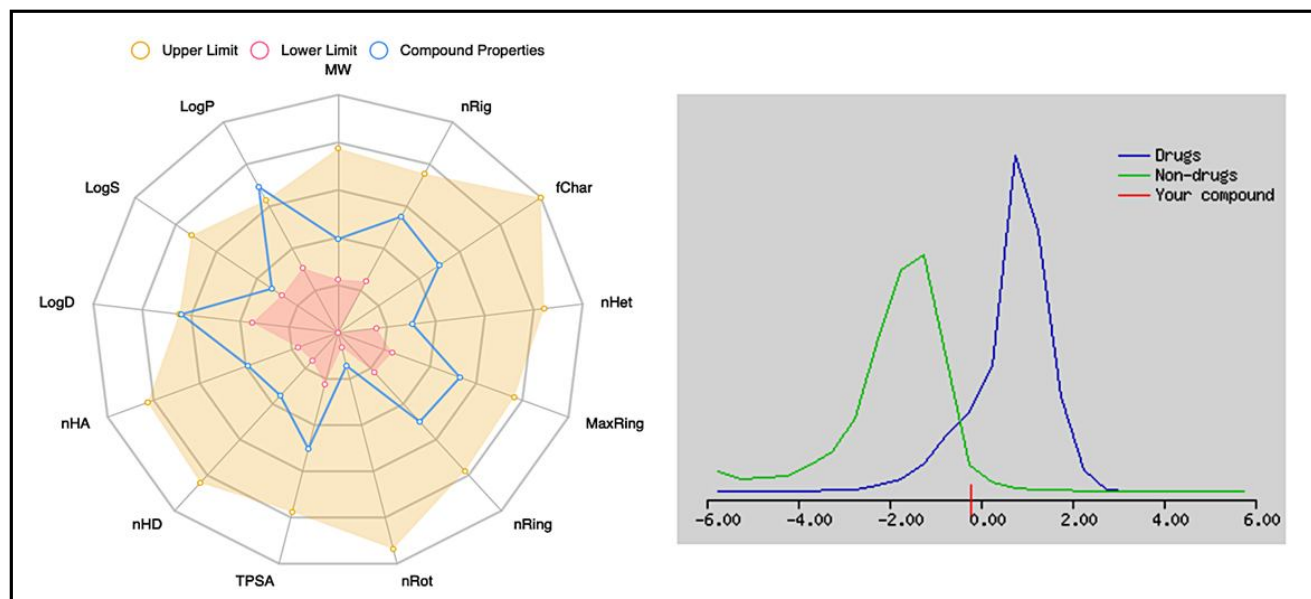 Upper Limit Lower Limit Compound Properties
MW
LogP
nRig
LogS
fChar
LogD
nHet
nHA
MaxRing
nHD
nRing
TPSA
nRot
Drugs
Non-drugs
Your compound
-6.00 -4.00 -2.00 0.00 2.00 4.00 6.00